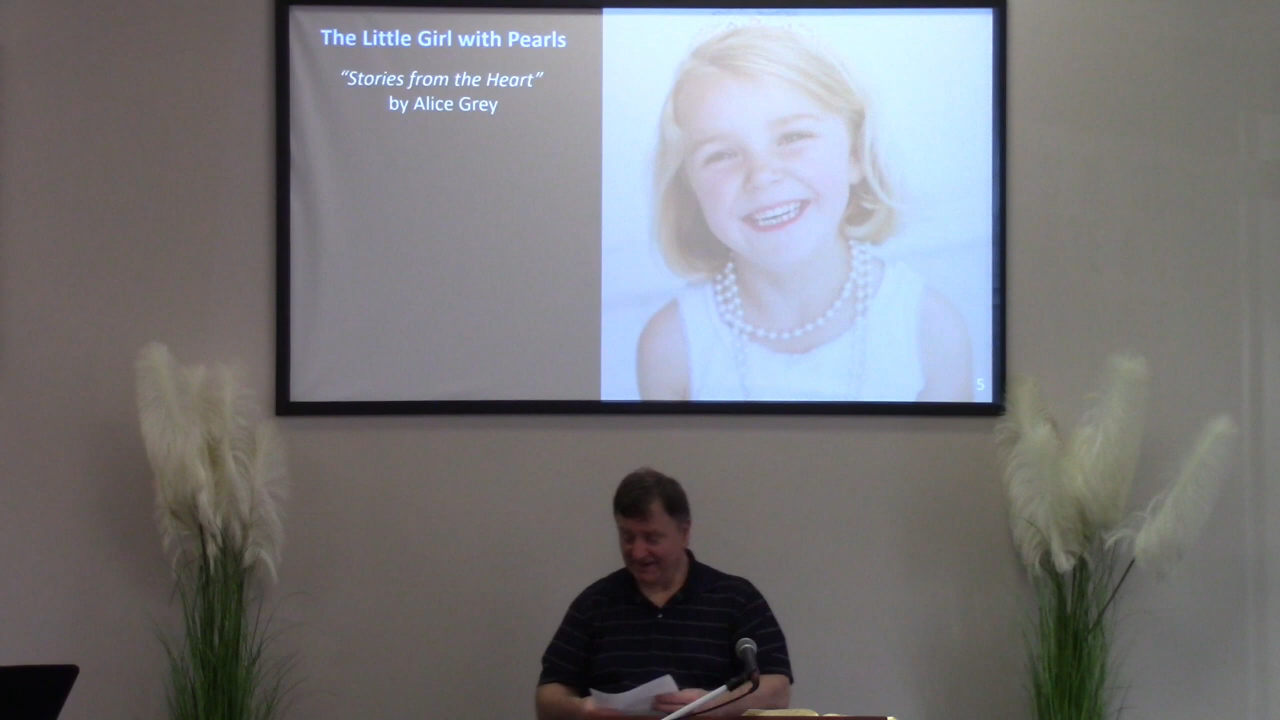 The Little Girl with Pearls
“Stories from the Heart”
by Alice Grey
5